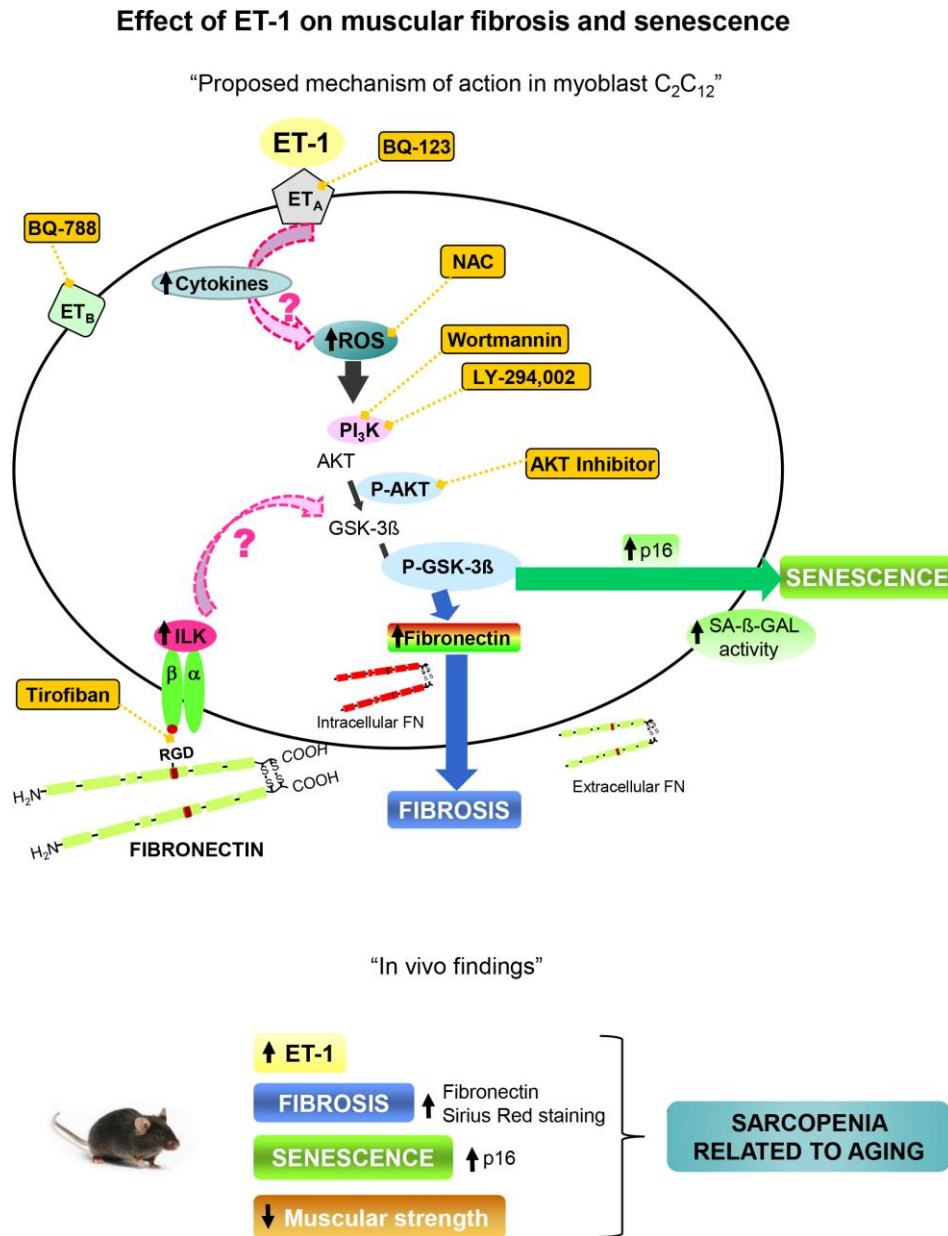 Effect of ET-1 on muscular fibrosis and senescence
“Proposed mechanism of action in myoblast C₂C₁₂”
ET-1
BQ-123
ET_A
BQ-788
Cytokines
NAC
ET_B
?
ROS
Wortmannin
LY-294,002
PI₃K
AKT
AKT Inhibitor
P-AKT
GSK-3ß
?
p16
P-GSK-3ß
SENESCENCE
ILK
Fibronectin
SA-ß-GAL
activity
β α
Tirofiban
Intracellular FN
S-S
S-S
RGD
COOH
S-S
S-S
COOH
H₂N
Extracellular FN
FIBROSIS
H₂N
FIBRONECTIN
“In vivo findings”
ET-1
FIBROSIS
Fibronectin
Sirius Red staining
SENESCENCE
p16
Muscular strength
SARCOPENIA
RELATED TO AGING